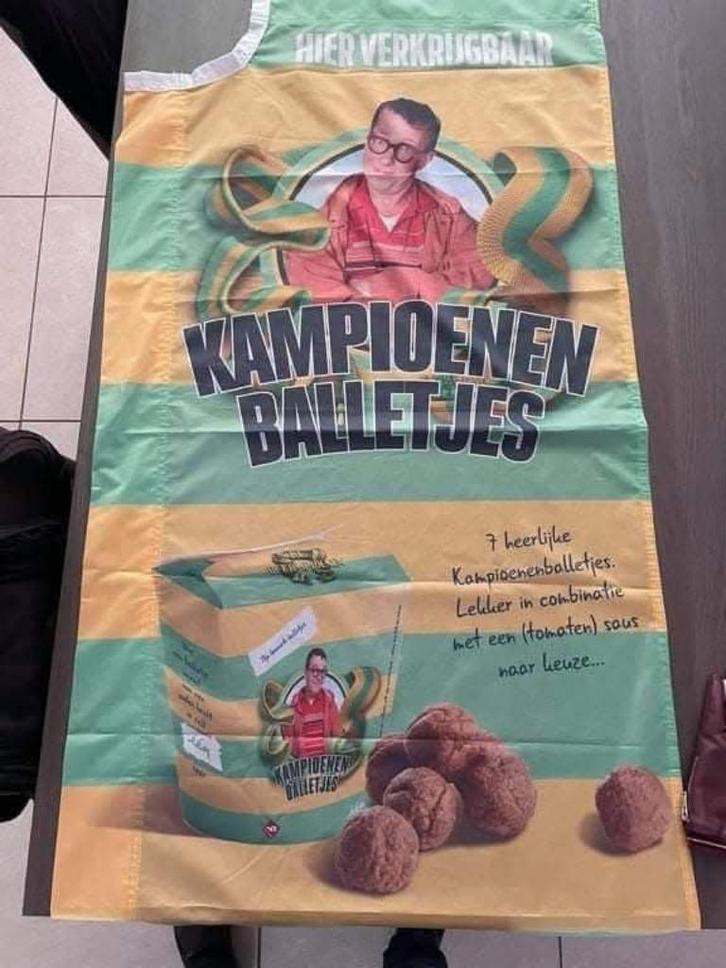 HIER VERKRIJGBAAR
KAMPIOENEN
BALLETJES
7 heerlijke
Kampioenenballetjes.
Lekker in combinatie
met een (tomaten) saus
naar keuze...
KAMPIOENEN
BALLETJES